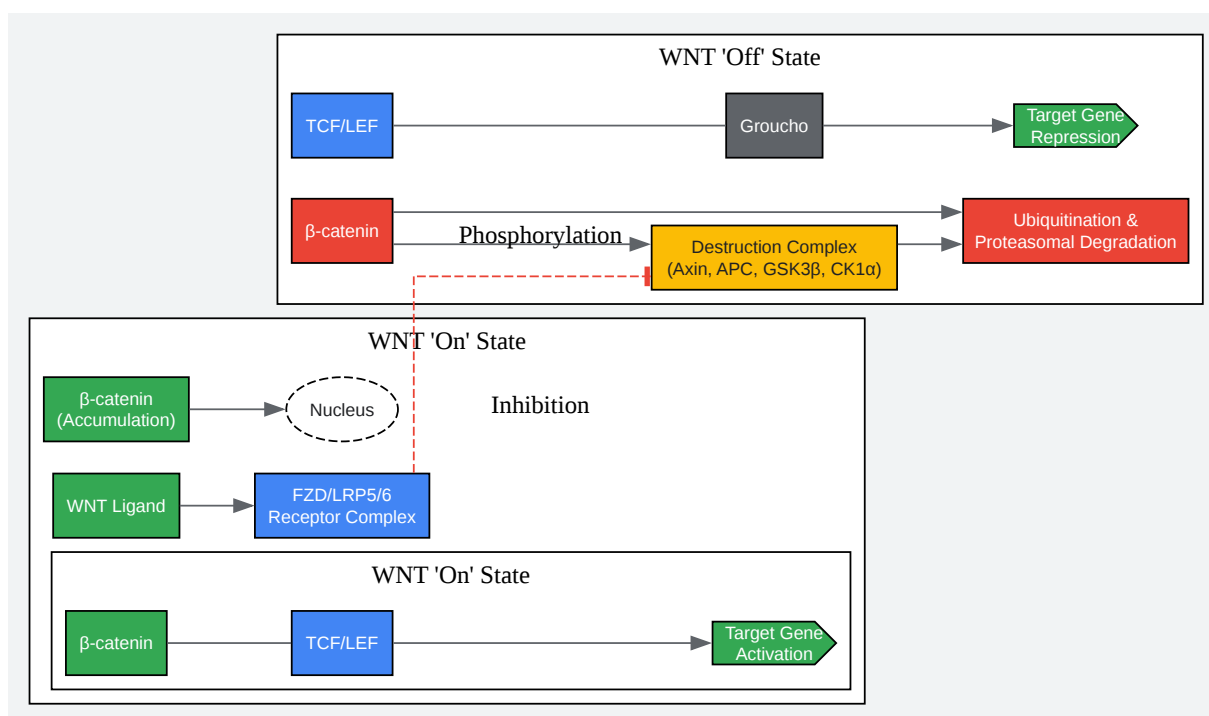 WNT 'Off' State
TCF/LEF
Groucho
Target Gene
Repression
β-catenin
Phosphorylation
Destruction Complex
(Axin, APC, GSK3β, CK1α)
Ubiquitination &
Proteasomal Degradation
WNT 'On' State
β-catenin
(Accumulation)
Nucleus
Inhibition
WNT Ligand
FZD/LRP5/6
Receptor Complex
WNT 'On' State
β-catenin
TCF/LEF
Target Gene
Activation